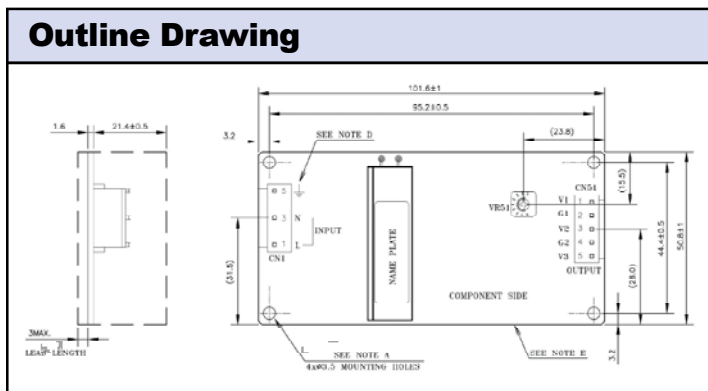 Outline Drawing
101.6±1
95.2±0.5
1.6
21.4±0.5
3.2
SEE NOTE D
(23.8)
(15.5)
CN51
5
3 N
1 L
INPUT
CN1
(31.5)
NAME PLATE
VR51
V1 1
G1 2
V2 3
G2 4
V3 5
OUTPUT
(28.0)
44.4±0.5
50.8±1
COMPONENT SIDE
3MAX.
LEAD LENGTH
SEE NOTE A
4xø3.5 MOUNTING HOLES
SEE NOTE E
3.2